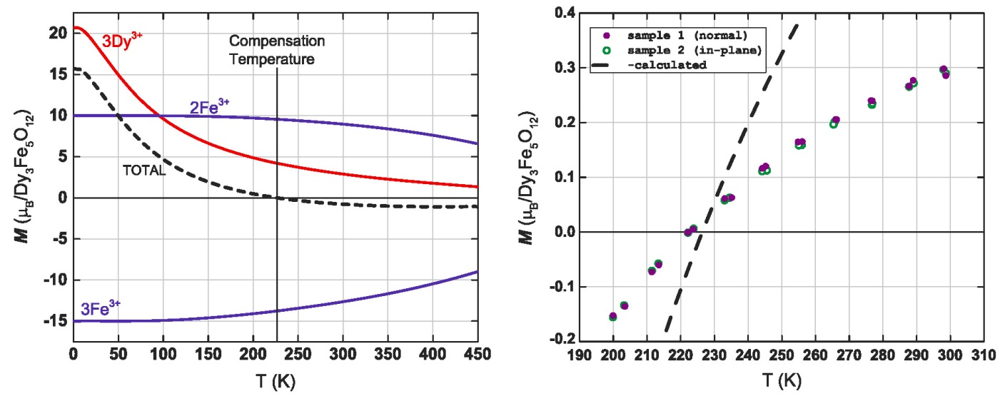 20
15
10
5
0
-5
-10
-15
M (μB/Dy3Fe5O12
3Dy3+
Compensation
Temperature
2Fe3+
TOTAL
3Fe3+
0 50 100 150 200 250 300 350 400 450
T (K)
0.4
0.3
0.2
0.1
0.0
-0.1
-0.2
M (μB/Dy3Fe5O12
sample 1 (normal)
sample 2 (in-plane)
-calculated
190 200 210 220 230 240 250 260 270 280 290 300 310
T (K)